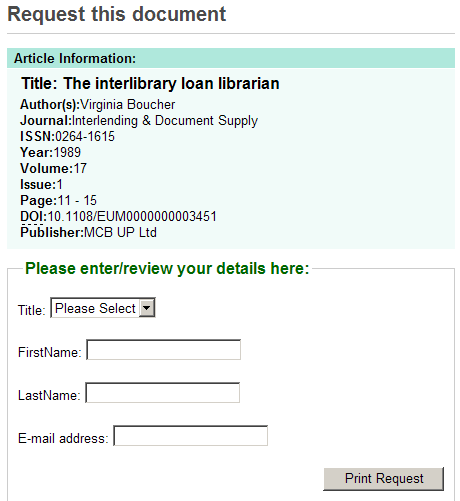 Request this document
Article Information:
Title: The interlibrary loan librarian
Author(s):Virginia Boucher
Journal:Interlending & Document Supply
ISSN:0264-1615
Year:1989
Volume:17
Issue:1
Page:11 - 15
DOI:10.1108/EUM0000000003451
Publisher:MCB UP Ltd
Please enter/review your details here:
Title: Please Select
FirstName:
LastName:
E-mail address:
Print Request